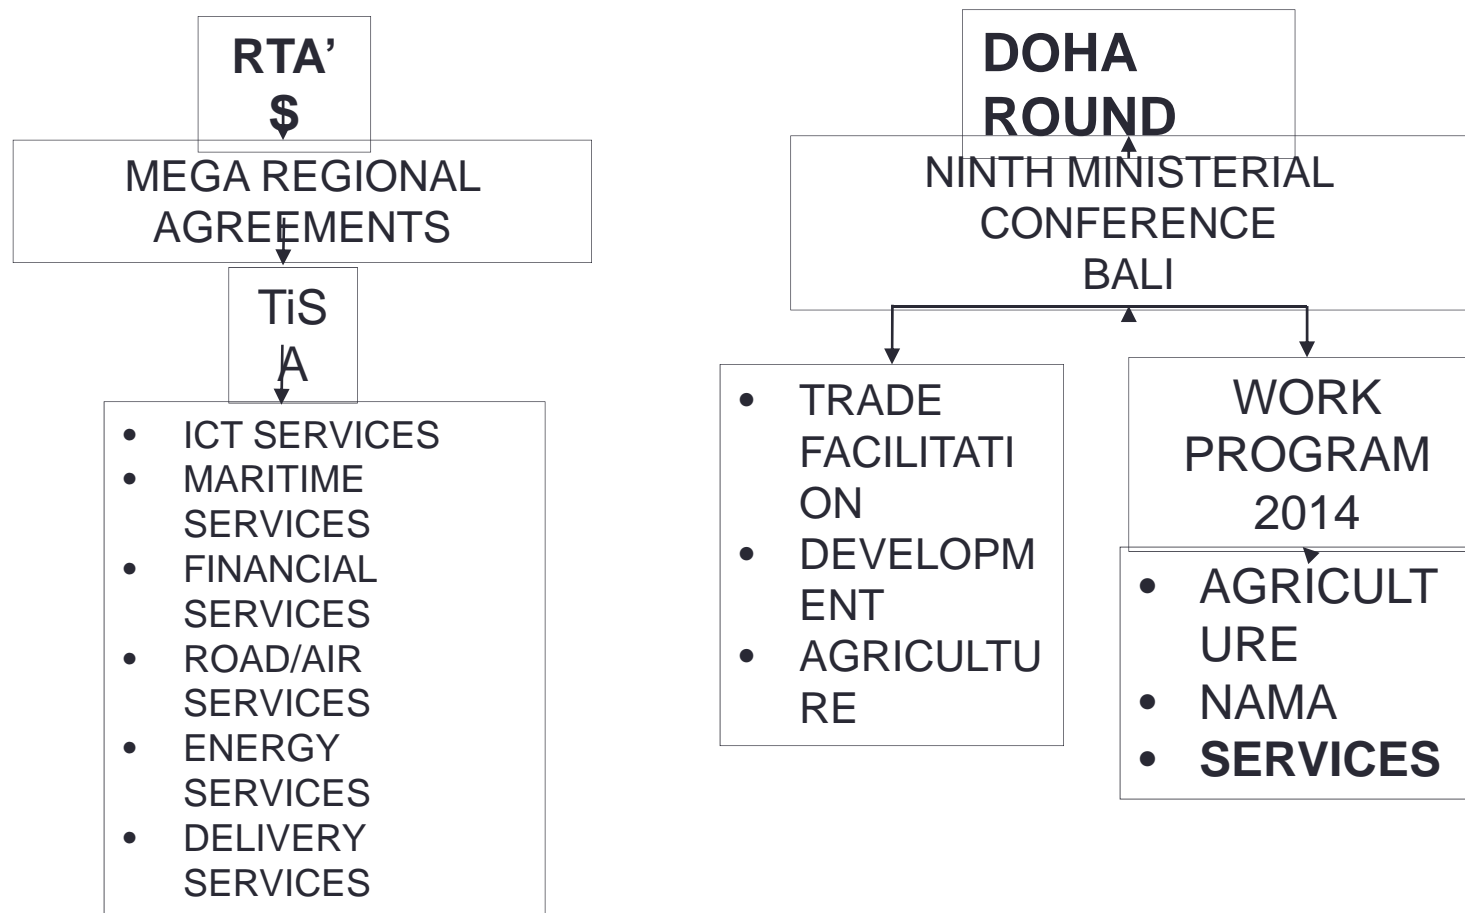 RTA’
$
MEGA REGIONAL
AGREEMENTS
TiS
A
• ICT SERVICES
• MARITIME
SERVICES
• FINANCIAL
SERVICES
• ROAD/AIR
SERVICES
• ENERGY
SERVICES
• DELIVERY
SERVICES
DOHA
ROUND
NINTH MINISTERIAL
CONFERENCE
BALI
• TRADE
FACILITATI
ON
• DEVELOPM
ENT
• AGRICULTU
RE
WORK
PROGRAM
2014
• AGRICULT
URE
• NAMA
• SERVICES